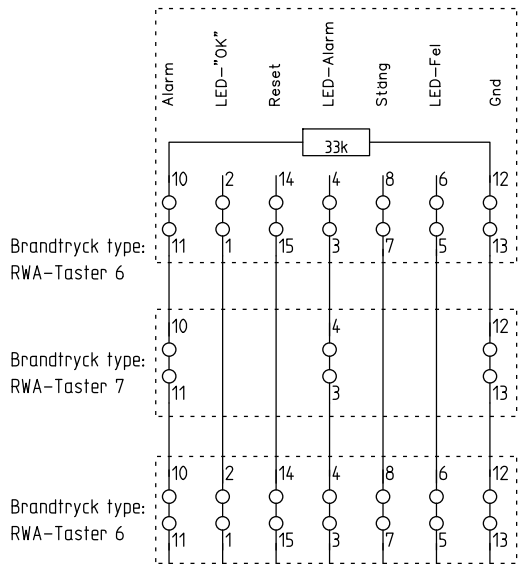 Alarm
LED-"OK"
Reset
LED-Alarm
Stäng
LED-Fel
Gnd
33k
10 2 14 4 8 6 12
Brandtryck type:
RWA-Taster 6
11 1 15 3 7 5 13
10 4 12
Brandtryck type:
RWA-Taster 7
11 3 13
10 2 14 4 8 6 12
Brandtryck type:
RWA-Taster 6
11 1 15 3 7 5 13